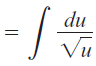 = ∫ du/√u